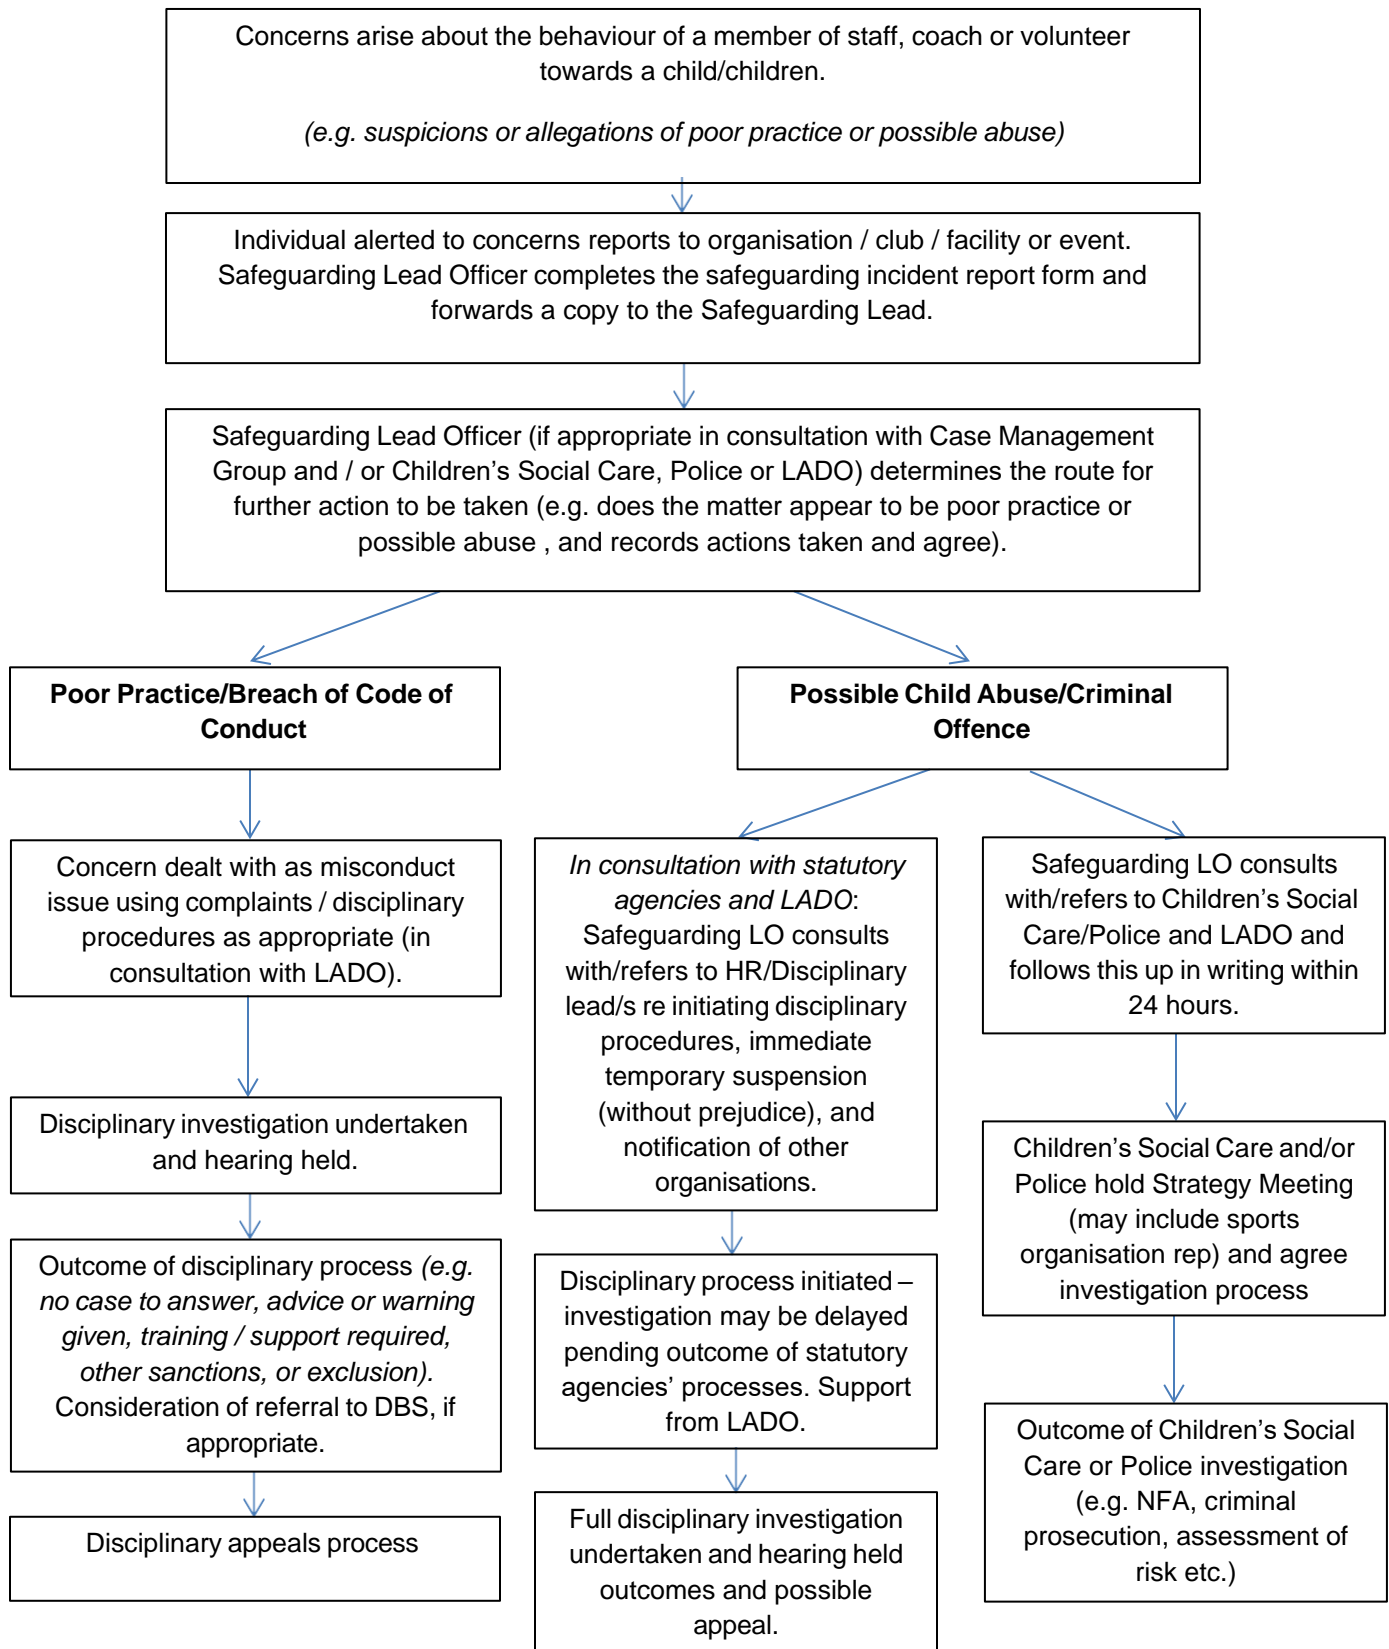 Concerns arise about the behaviour of a member of staff, coach or volunteer
towards a child/children.
(e.g. suspicions or allegations of poor practice or possible abuse)
Individual alerted to concerns reports to organisation / club / facility or event.
Safeguarding Lead Officer completes the safeguarding incident report form and
forwards a copy to the Safeguarding Lead.
Safeguarding Lead Officer (if appropriate in consultation with Case Management
Group and / or Children’s Social Care, Police or LADO) determines the route for
further action to be taken (e.g. does the matter appear to be poor practice or
possible abuse , and records actions taken and agree).
Poor Practice/Breach of Code of
Conduct
Concern dealt with as misconduct
issue using complaints / disciplinary
procedures as appropriate (in
consultation with LADO).
Disciplinary investigation undertaken
and hearing held.
Outcome of disciplinary process (e.g.
no case to answer, advice or warning
given, training / support required,
other sanctions, or exclusion).
Consideration of referral to DBS, if
appropriate.
Disciplinary appeals process
Possible Child Abuse/Criminal
Offence
In consultation with statutory
agencies and LADO:
Safeguarding LO consults
with/refers to HR/Disciplinary
lead/s re initiating disciplinary
procedures, immediate
temporary suspension
(without prejudice), and
notification of other
organisations.
Disciplinary process initiated –
investigation may be delayed
pending outcome of statutory
agencies’ processes. Support
from LADO.
Full disciplinary investigation
undertaken and hearing held
outcomes and possible
appeal.
Safeguarding LO consults
with/refers to Children’s Social
Care/Police and LADO and
follows this up in writing within
24 hours.
Children’s Social Care and/or
Police hold Strategy Meeting
(may include sports
organisation rep) and agree
investigation process
Outcome of Children’s Social
Care or Police investigation
(e.g. NFA, criminal
prosecution, assessment of
risk etc.)